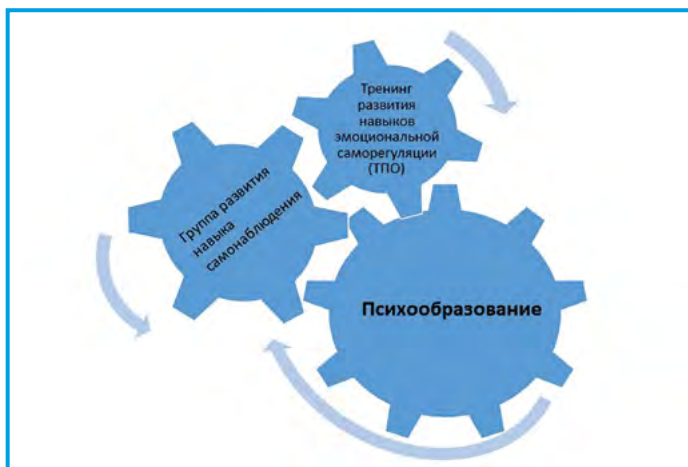 Тренинг
развития
навыков
эмоциональной
саморегуляции
(ТПО)
Группа развития
навыка
самонаблюдения
Психообразование